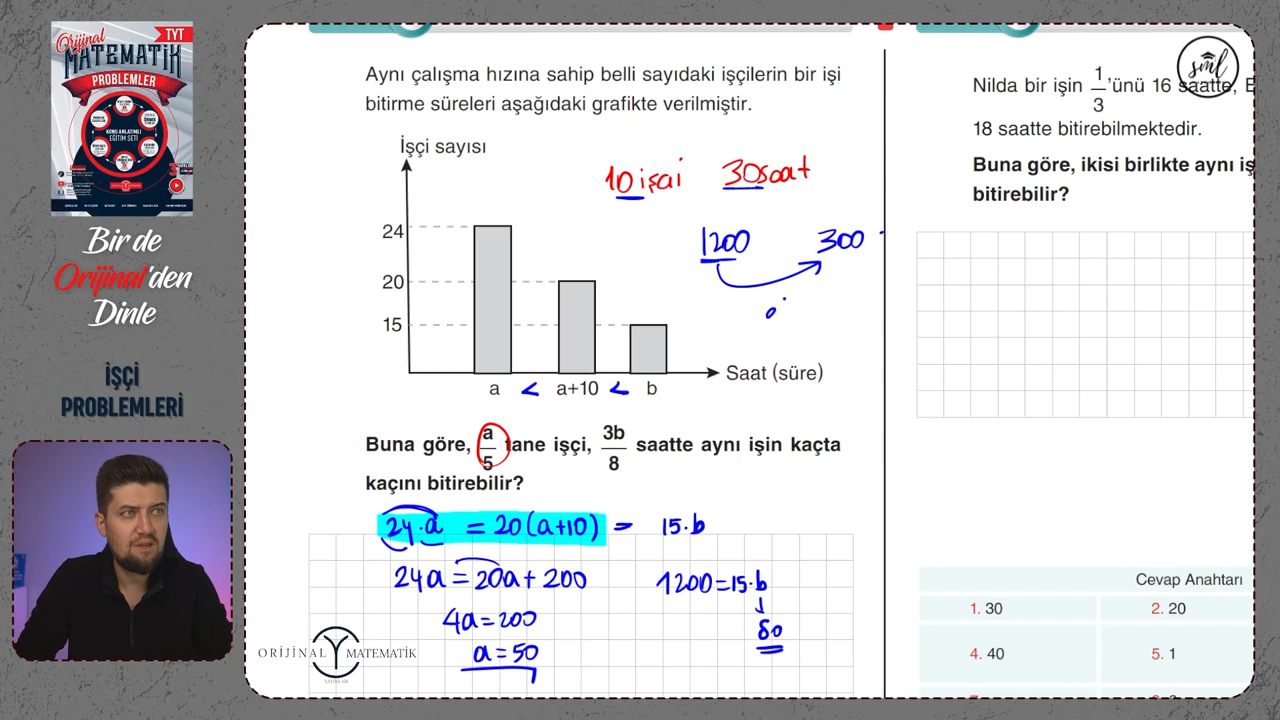 TYT
Orijinal
MATEMATİK
PROBLEMLER
KONU ANLATIMLI
EĞİTİM SETİ
Bir de
Orijinal'den
Dinle
İŞÇİ
PROBLEMLERİ
Aynı çalışma hızına sahip belli sayıdaki işçilerin bir işi
bitirme süreleri aşağıdaki grafikte verilmiştir.
İşçi sayısı
10 işçi 30 saat
24
1200 300
20
15
a < a+10 < b
Saat (süre)
Buna göre, a/5 tane işçi, 3b/8 saatte aynı işin kaçta
kaçını bitirebilir?
24·a = 20(a+10) = 15·b
24a = 20a + 200
1200 = 15·b
4a = 200
80
a = 50
ORİJİNAL MATEMATİK
YAYINLARI
sml
Nilda bir işin 1/3'ünü 16 saatte, E
18 saatte bitirebilmektedir.
Buna göre, ikisi birlikte aynı iş
bitirebilir?
Cevap Anahtarı
1. 30 2. 20
4. 40 5. 1